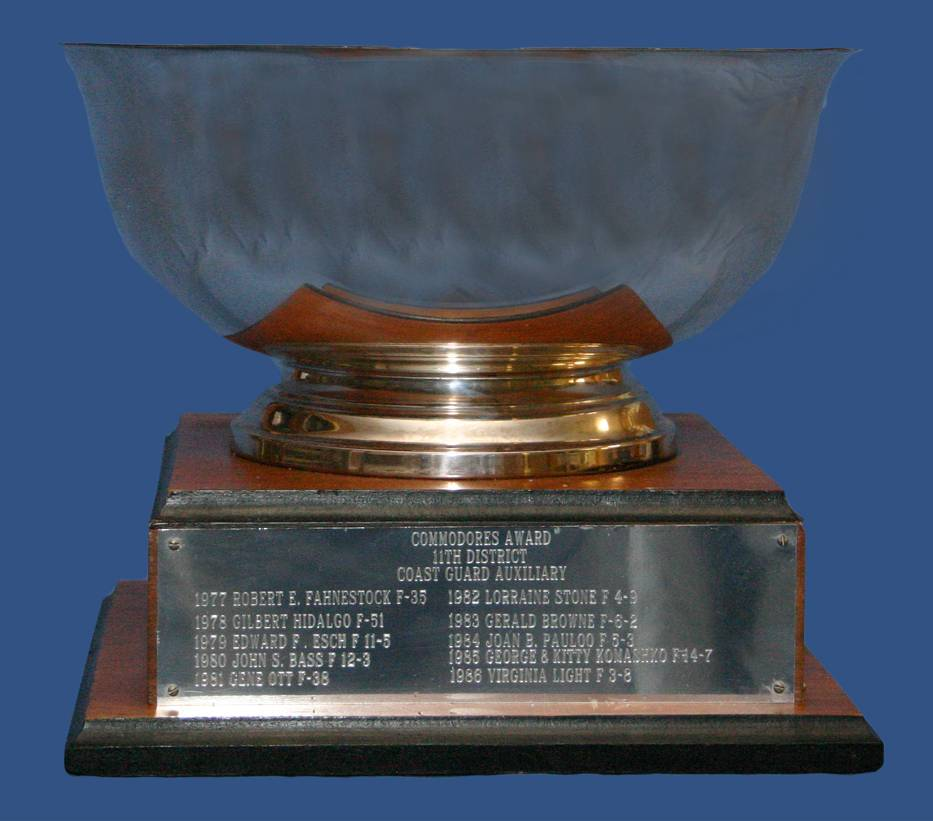 COMMODORES AWARD
11TH DISTRICT
COAST GUARD AUXILIARY
1977 ROBERT E. FAHNESTOCK F-35
1978 GILBERT HIDALGO F-51
1979 EDWARD F. ESCH F 11-5
1980 JOHN S. BASS F 12-3
1981 GENE OTT F-38
1982 LORRAINE STONE F 4-9
1983 GERALD BROWNE F-6-2
1984 JOAN B. PAULOO F 5-3
1985 GEORGE & KITTY KOMASHKO F-14-7
1986 VIRGINIA LIGHT F 3-8